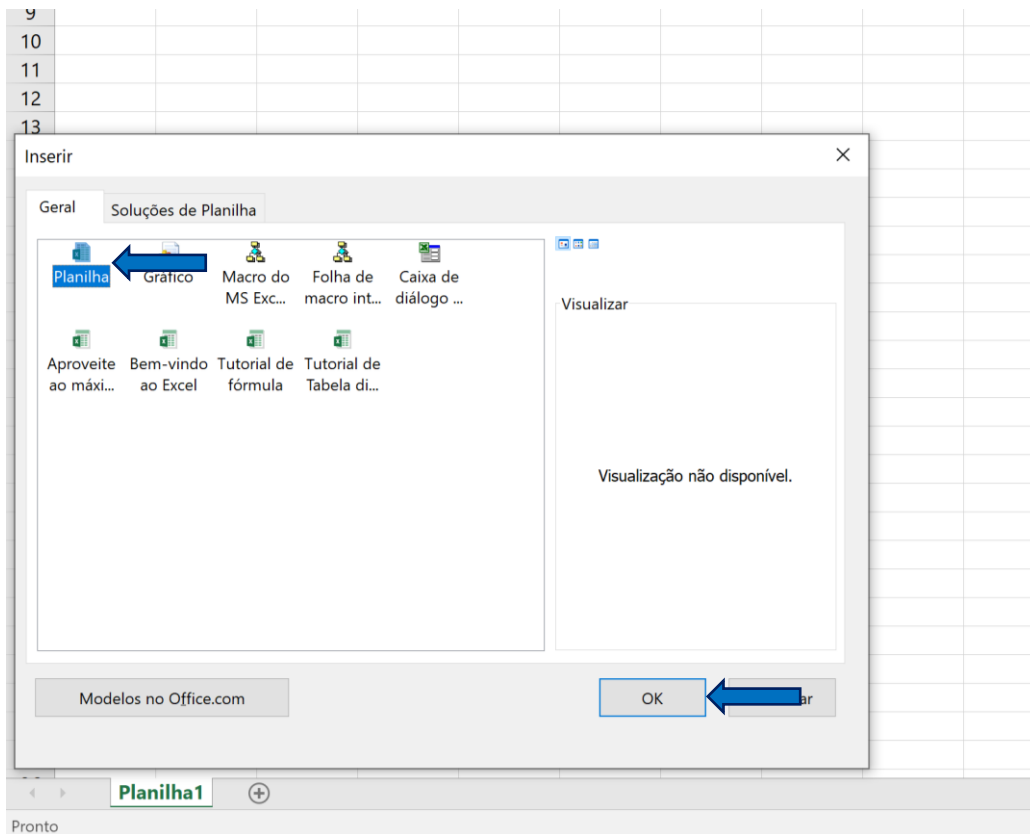 9
10
11
12
13
Inserir
Geral
Soluções de Planilha
Planilha
Gráfico
Macro do
MS Exc...
Folha de
macro int...
Caixa de
diálogo ...
Aproveite
ao máxi...
Bem-vindo
ao Excel
Tutorial de
fórmula
Tutorial de
Tabela di...
Visualizar
Visualização não disponível.
Modelos no Office.com
OK
Planilha1
Pronto